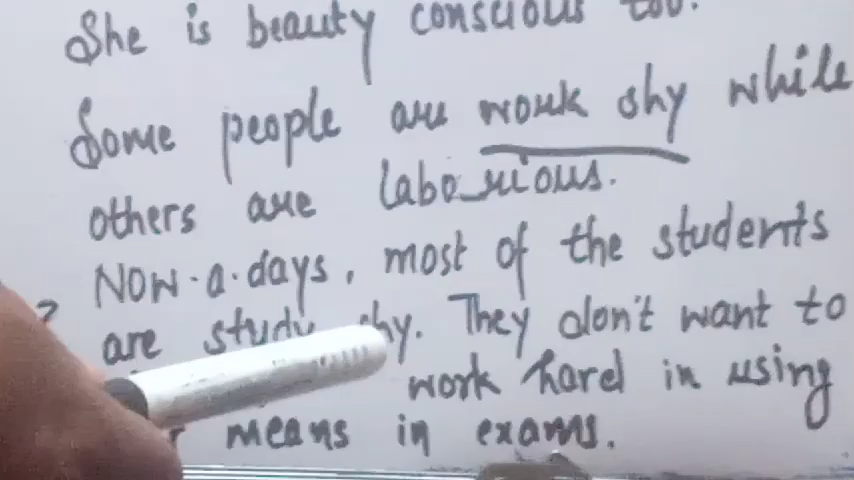 She is beauty conscious too.
Some people are work shy while
others are laborious.
Now.a.days, most of the students
are study shy. They don't want to
work hard in using
means in exams.